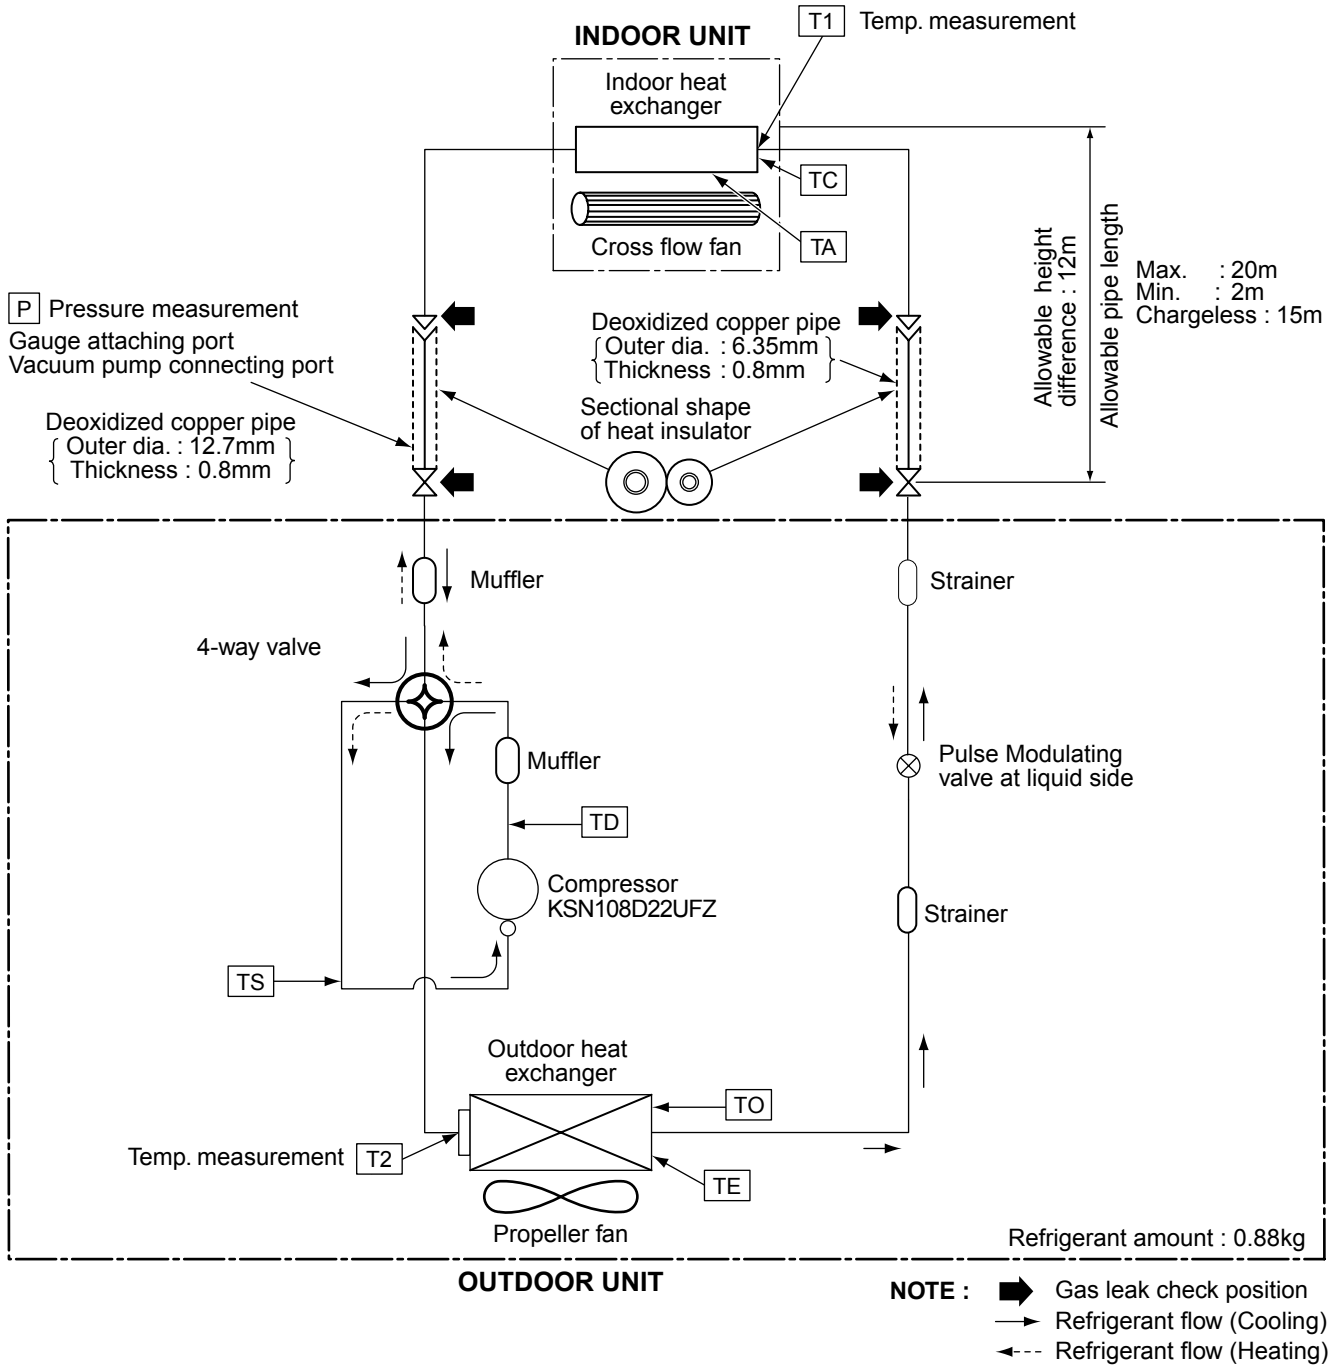 T1 Temp. measurement
INDOOR UNIT
Indoor heat
exchanger
TC
TA
Cross flow fan
Allowable height
difference : 12m
Allowable pipe length
Max. : 20m
Min. : 2m
Chargeless : 15m
P Pressure measurement
Gauge attaching port
Vacuum pump connecting port
Deoxidized copper pipe
Outer dia. : 12.7mm
Thickness : 0.8mm
Deoxidized copper pipe
Outer dia. : 6.35mm
Thickness : 0.8mm
Sectional shape
of heat insulator
Muffler
Strainer
4-way valve
Muffler
Pulse Modulating
valve at liquid side
TD
Compressor
KSN108D22UFZ
Strainer
TS
Outdoor heat
exchanger
TO
Temp. measurement T2
TE
Propeller fan
Refrigerant amount : 0.88kg
OUTDOOR UNIT
NOTE : Gas leak check position
Refrigerant flow (Cooling)
Refrigerant flow (Heating)